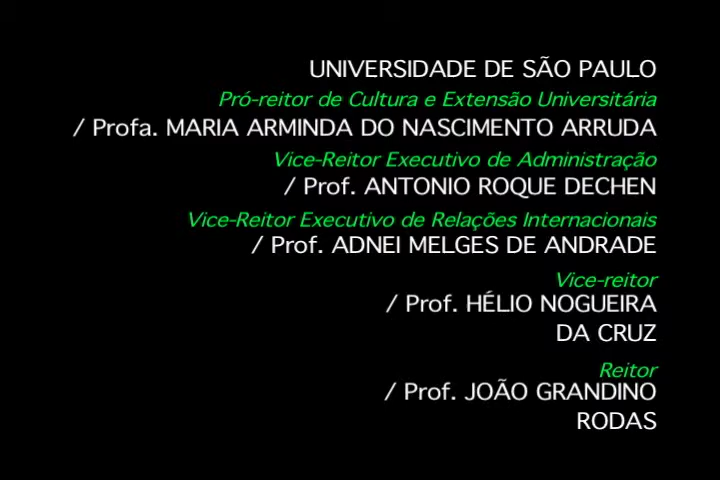 UNIVERSIDADE DE SÃO PAULO
Pró-reitor de Cultura e Extensão Universitária
/ Profa. MARIA ARMINDA DO NASCIMENTO ARRUDA
Vice-Reitor Executivo de Administração
/ Prof. ANTONIO ROQUE DECHEN
Vice-Reitor Executivo de Relações Internacionais
/ Prof. ADNEI MELGES DE ANDRADE
Vice-reitor
/ Prof. HÉLIO NOGUEIRA
DA CRUZ
Reitor
/ Prof. JOÃO GRANDINO
RODAS